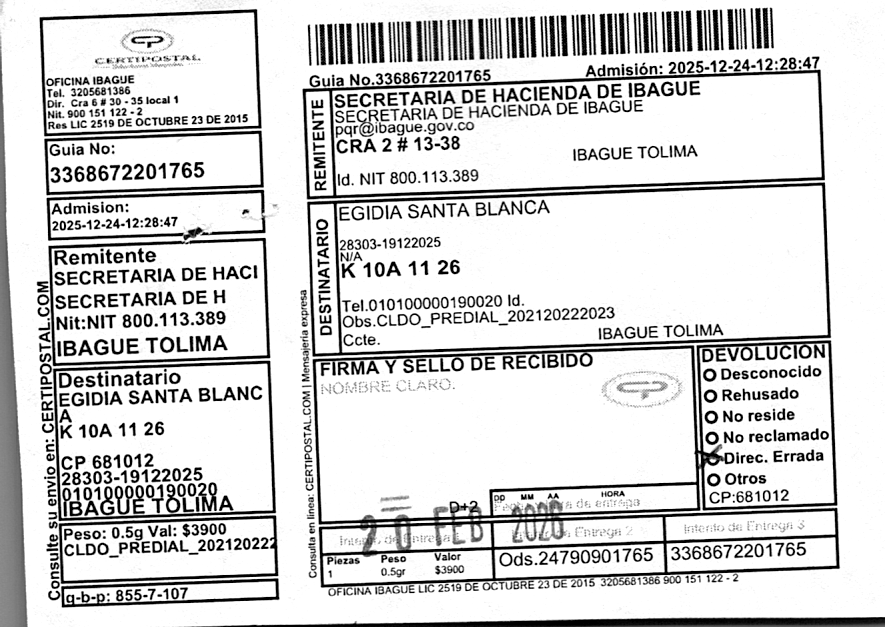 CERTIPOSTAL
OFICINA IBAGUE
Tel. 3205681386
Dir. Cra 6 # 30 - 35 local 1
Nit. 900 151 122 - 2
Res LIC 2519 DE OCTUBRE 23 DE 2015
Guia No:
3368672201765
Admision:
2025-12-24-12:28:47
Remitente
SECRETARIA DE HACI
SECRETARIA DE H
Nit:NIT 800.113.389
IBAGUE TOLIMA
Destinatario
EGIDIA SANTA BLANC
A
K 10A 11 26
CP 681012
28303-19122025
010100000190020
IBAGUE TOLIMA
Peso: 0.5g Val: $3900
CLDO_PREDIAL_202120222
q-b-p: 855-7-107
Consulte su envio en: CERTIPOSTAL.COM
Guia No.3368672201765
Admisión: 2025-12-24-12:28:47
REMITENTE
SECRETARIA DE HACIENDA DE IBAGUE
SECRETARIA DE HACIENDA DE IBAGUE
pqr@ibague.gov.co
CRA 2 # 13-38
IBAGUE TOLIMA
Id. NIT 800.113.389
DESTINATARIO
EGIDIA SANTA BLANCA
28303-19122025
N/A
K 10A 11 26
Tel.010100000190020 Id.
Obs.CLDO_PREDIAL_202120222023
Ccte.
IBAGUE TOLIMA
Consulta en linea: CERTIPOSTAL.COM | Mensajeria expresa
FIRMA Y SELLO DE RECIBIDO
NOMBRE CLARO.
DEVOLUCION
Desconocido
Rehusado
No reside
No reclamado
Direc. Errada
Otros
CP:681012
D+2
DD MM AA HORA
20 FEB
Intento de Entrega 3
Piezas Peso Valor
1 0.5gr $3900
Ods.24790901765
3368672201765
OFICINA IBAGUE LIC 2519 DE OCTUBRE 23 DE 2015 3205681386 900 151 122 - 2